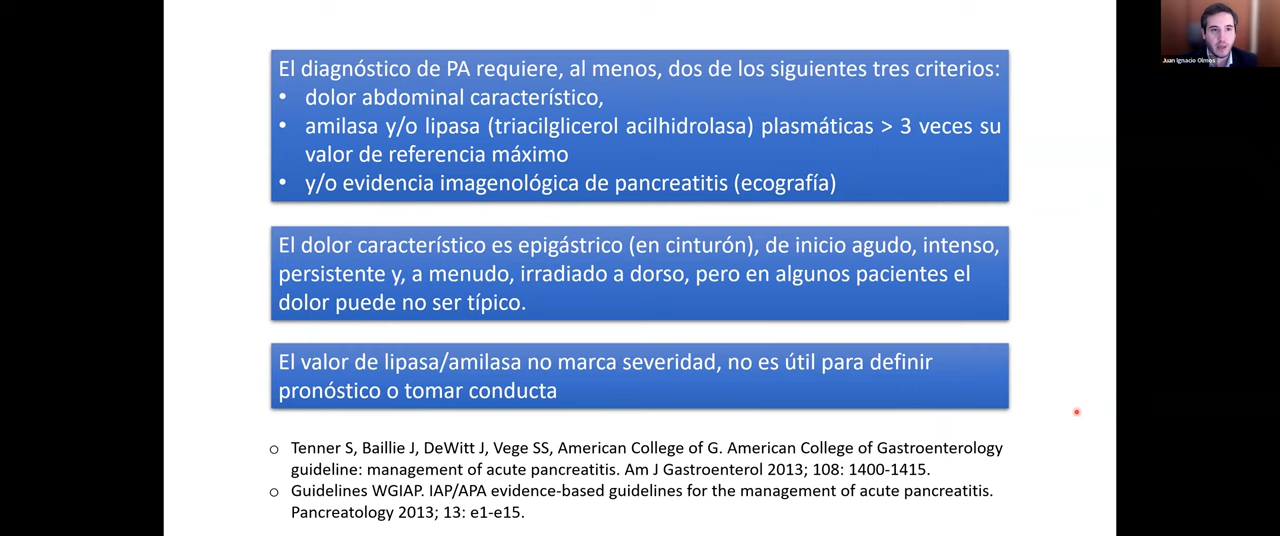 El diagnóstico de PA requiere, al menos, dos de los siguientes tres criterios:
• dolor abdominal característico,
• amilasa y/o lipasa (triacilglicerol acilhidrolasa) plasmáticas > 3 veces su
valor de referencia máximo
• y/o evidencia imagenológica de pancreatitis (ecografía)
El dolor característico es epigástrico (en cinturón), de inicio agudo, intenso,
persistente y, a menudo, irradiado a dorso, pero en algunos pacientes el
dolor puede no ser típico.
El valor de lipasa/amilasa no marca severidad, no es útil para definir
pronóstico o tomar conducta
o Tenner S, Baillie J, DeWitt J, Vege SS, American College of G. American College of Gastroenterology
guideline: management of acute pancreatitis. Am J Gastroenterol 2013; 108: 1400-1415.
o Guidelines WGIAP. IAP/APA evidence-based guidelines for the management of acute pancreatitis.
Pancreatology 2013; 13: e1-e15.
Juan Ignacio Olmos